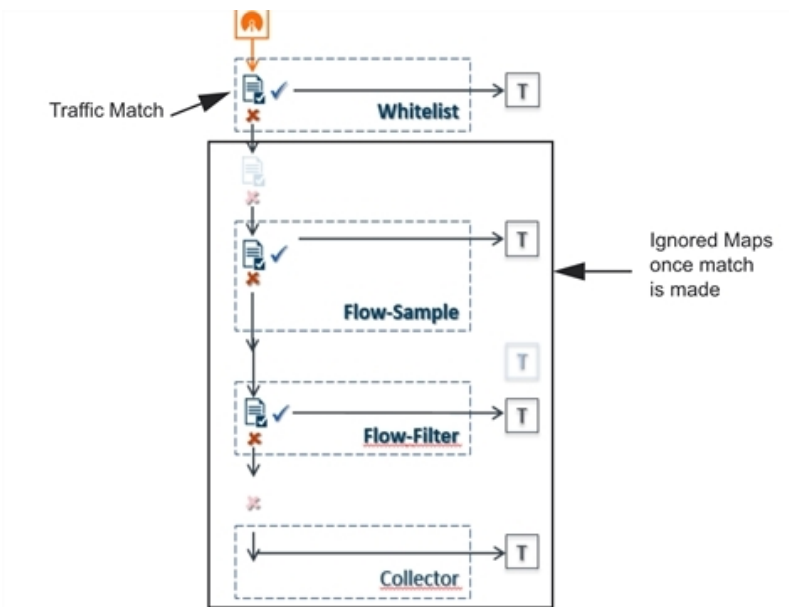 T
Traffic Match
Whitelist
T
Ignored Maps
once match
is made
Flow-Sample
T
T
Flow-Filter
T
Collector